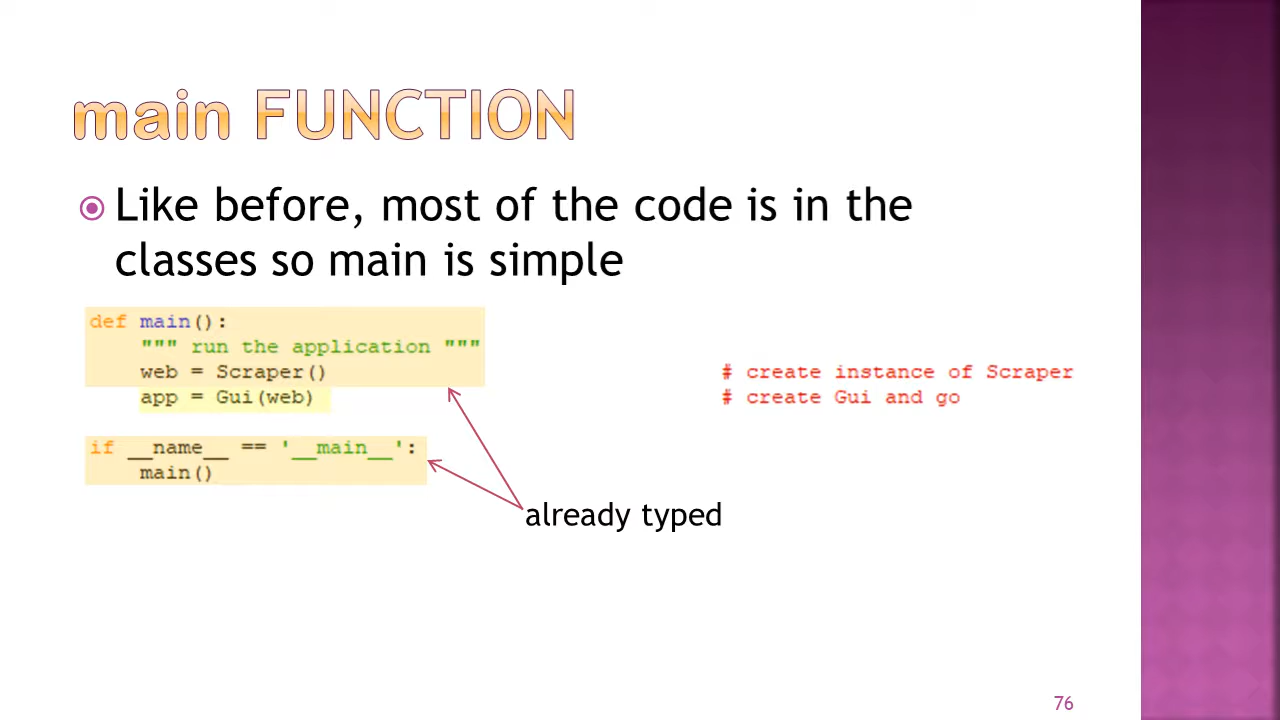 main FUNCTION
Like before, most of the code is in the
classes so main is simple
def main():
""" run the application """
web = Scraper() # create instance of Scraper
app = Gui(web) # create Gui and go
if __name__ == '__main__':
main()
already typed
76